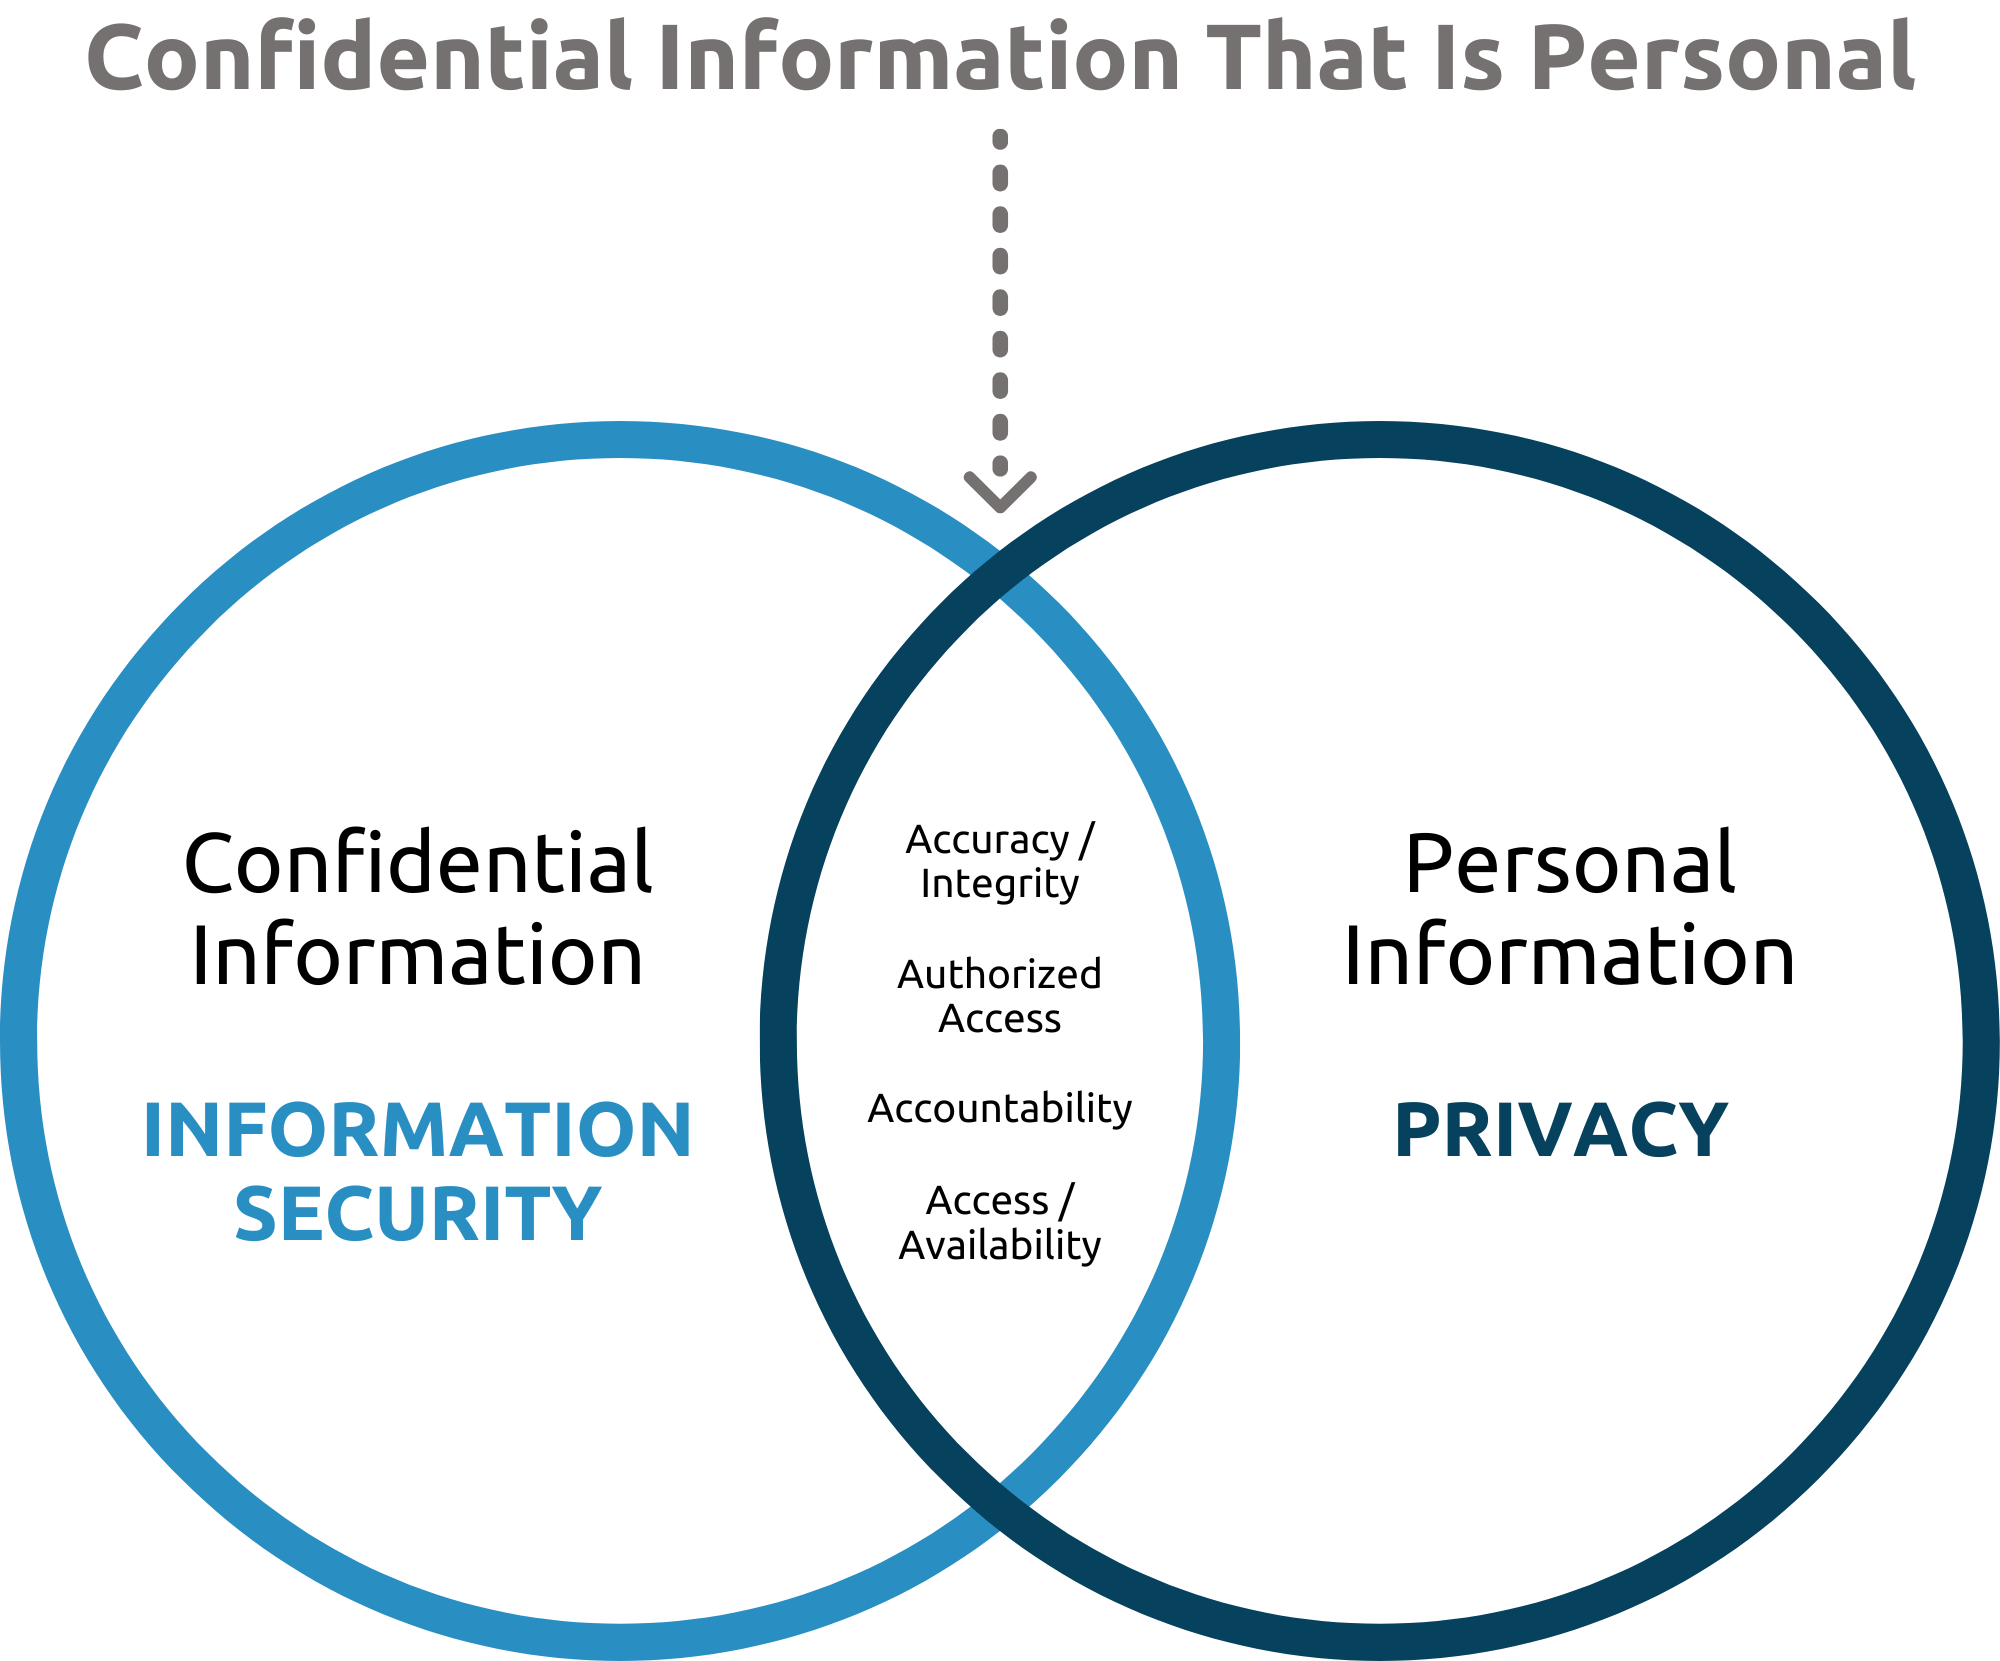 Confidential Information That Is Personal
Confidential
Information
INFORMATION
SECURITY
Accuracy /
Integrity
Authorized
Access
Accountability
Access /
Availability
Personal
Information
PRIVACY